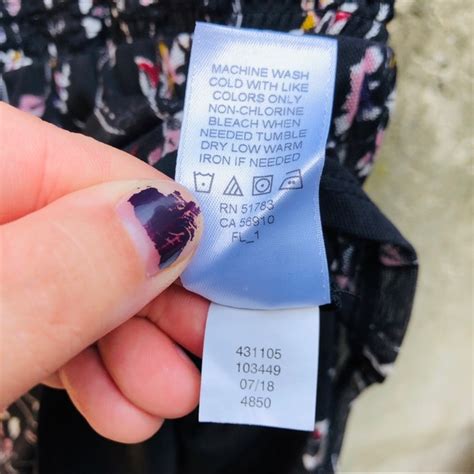 MACHINE WASH
COLD WITH LIKE
COLORS ONLY
NON-CHLORINE
BLEACH WHEN
NEEDED TUMBLE
DRY LOW WARM
IRON IF NEEDED
RN 51783
CA 56910
FL_1
431105
103449
07/18
4850